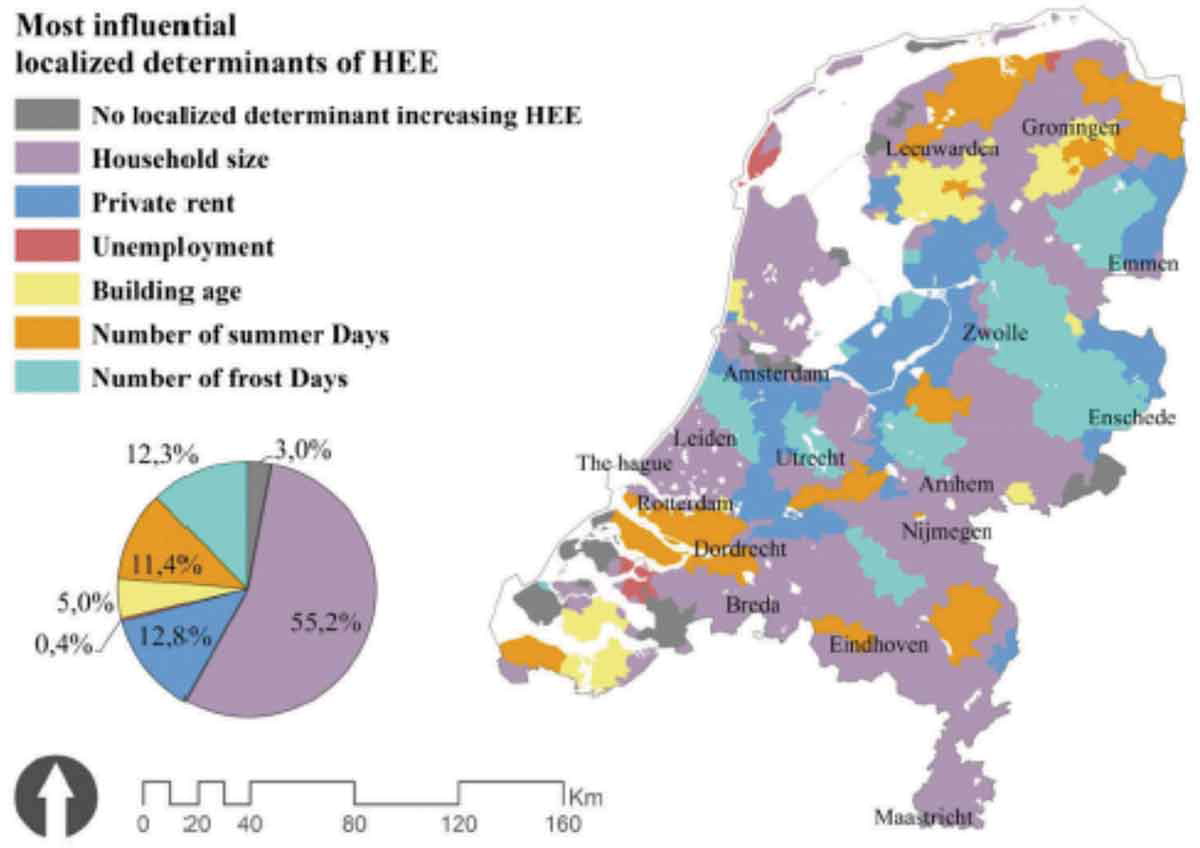 Most influential
localized determinants of HEE
No localized determinant increasing HEE
Household size
Private rent
Unemployment
Building age
Number of summer Days
Number of frost Days
12,3%
3,0%
11,4%
5,0%
0,4%
12,8%
55,2%
0 20 40 80 120 160
Km
Groningen
Leeuwarden
Emmen
Zwolle
Amsterdam
Enschede
Leiden
Utrecht
The hague
Arnhem
Rotterdam
Nijmegen
Dordrecht
Breda
Eindhoven
Maastricht